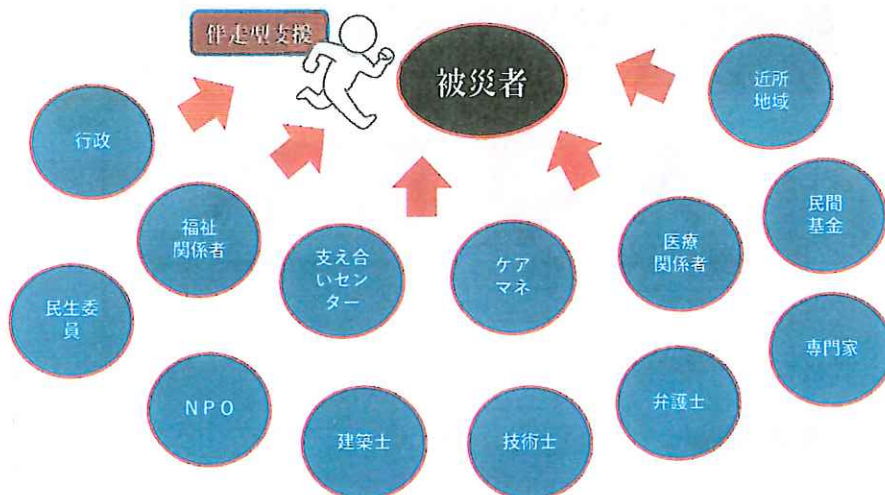 伴走型支援
被災者
近所
地域
行政
福祉
関係者
支え合
いセン
ター
ケア
マネ
医療
関係者
民間
基金
民生委
員
NPO
建築士
技術士
弁護士
専門家